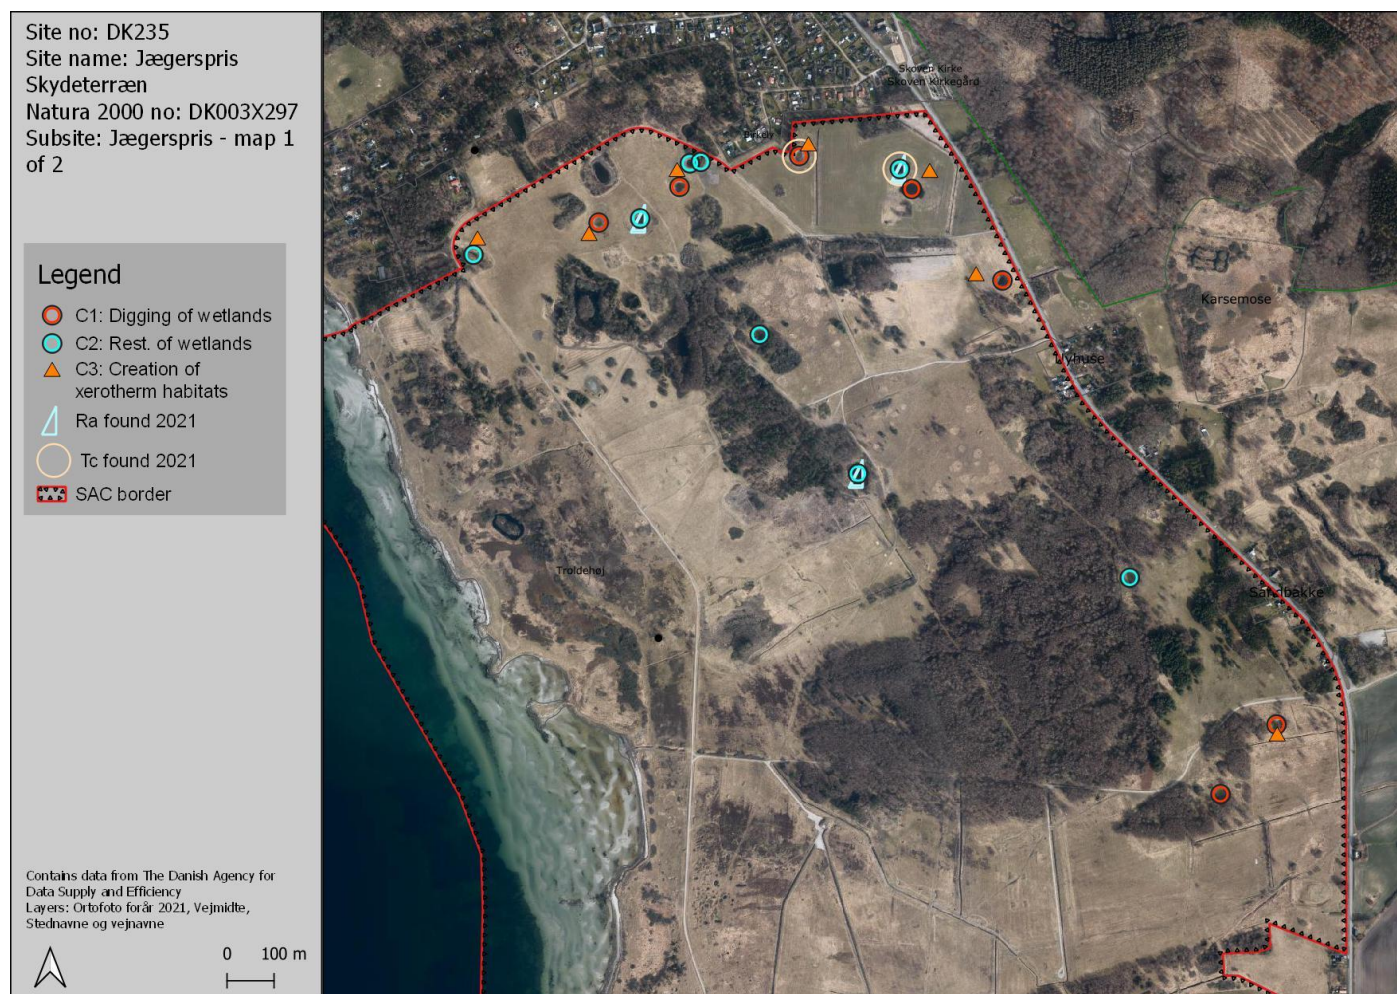 Site no: DK235
Site name: Jægerspris
Skydeterræn
Natura 2000 no: DK003X297
Subsite: Jægerspris - map 1
of 2
Legend
C1: Digging of wetlands
C2: Rest. of wetlands
C3: Creation of
xerotherm habitats
Ra found 2021
Tc found 2021
SAC border
Contains data from The Danish Agency for
Data Supply and Efficiency
Layers: Ortofoto forår 2021, Vejmidte,
Stednavne og vejnavne
0 100 m
Skoven Kirke
Skoven Kirkegård
Birkely
Karsemose
Troldehøj
Sandbakke